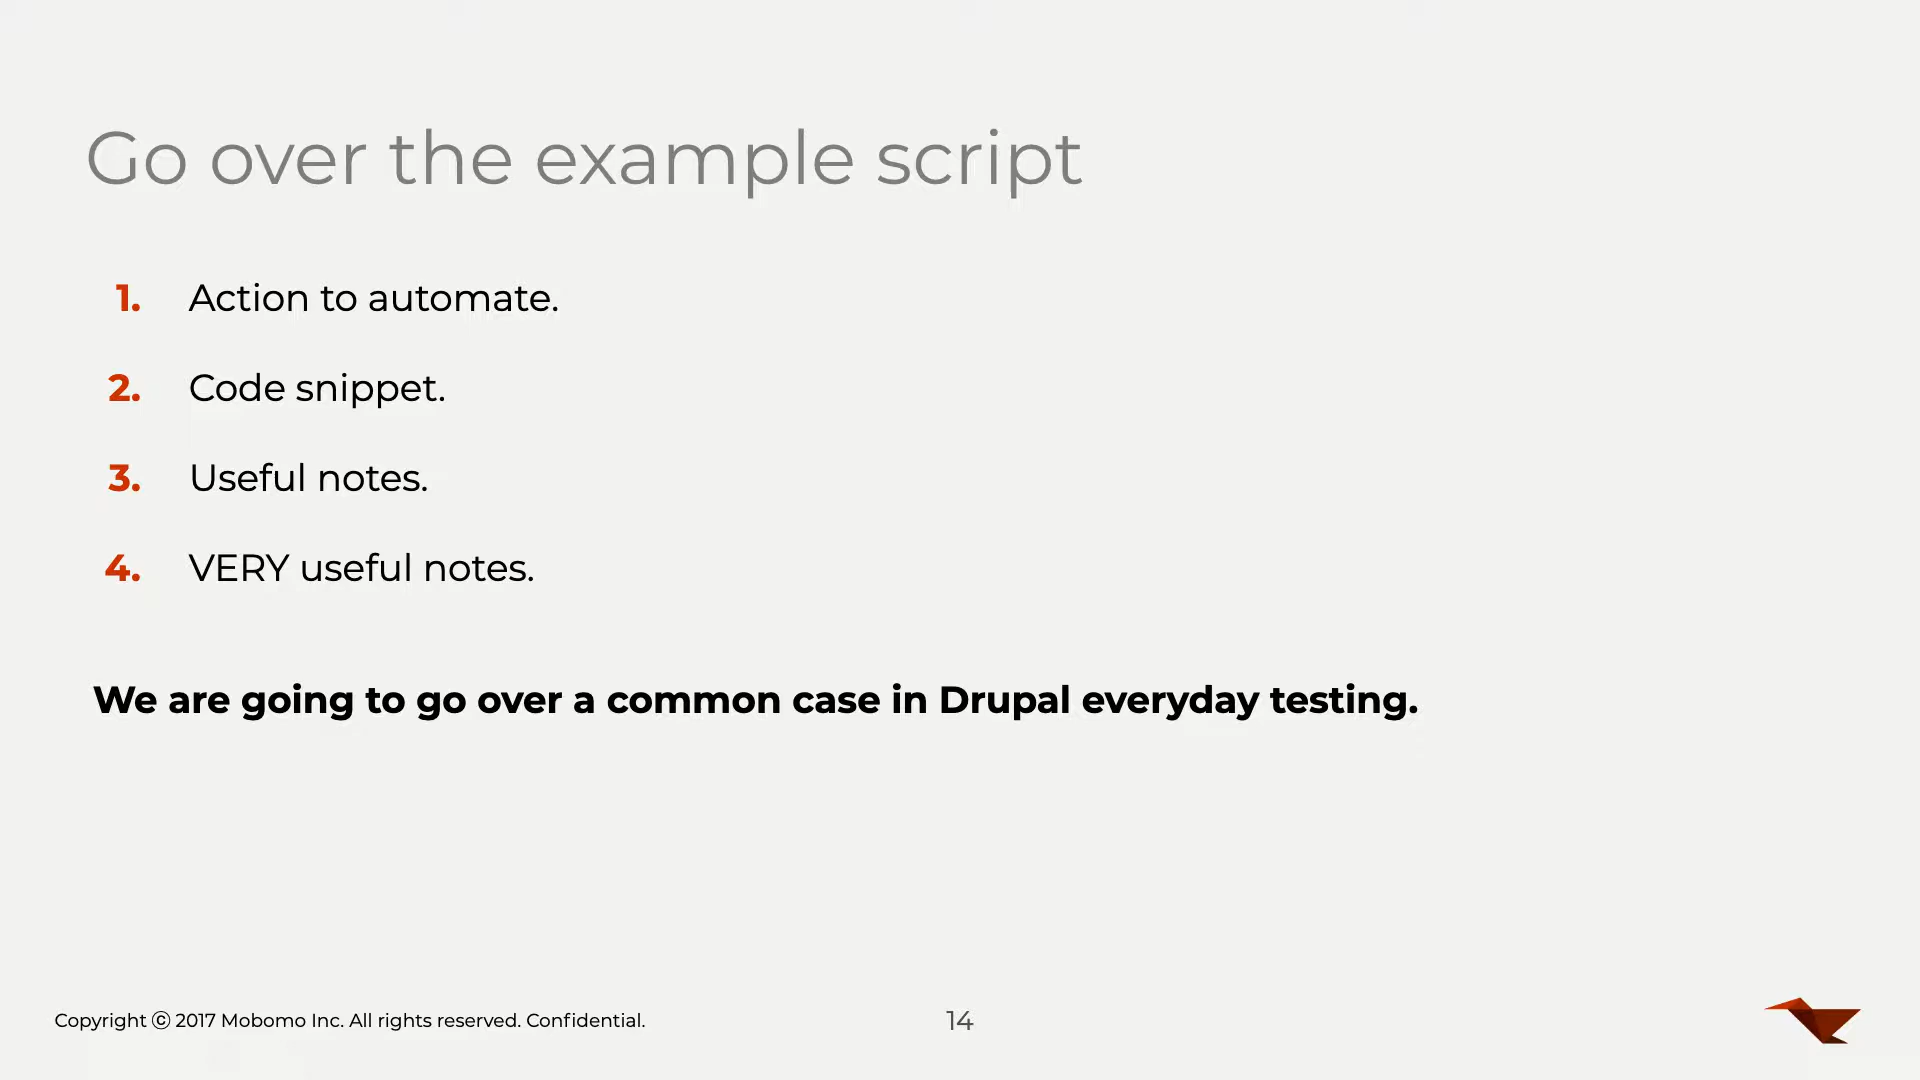 Go over the example script
1. Action to automate.
2. Code snippet.
3. Useful notes.
4. VERY useful notes.
We are going to go over a common case in Drupal everyday testing.
Copyright ⓒ 2017 Mobomo Inc. All rights reserved. Confidential.
14